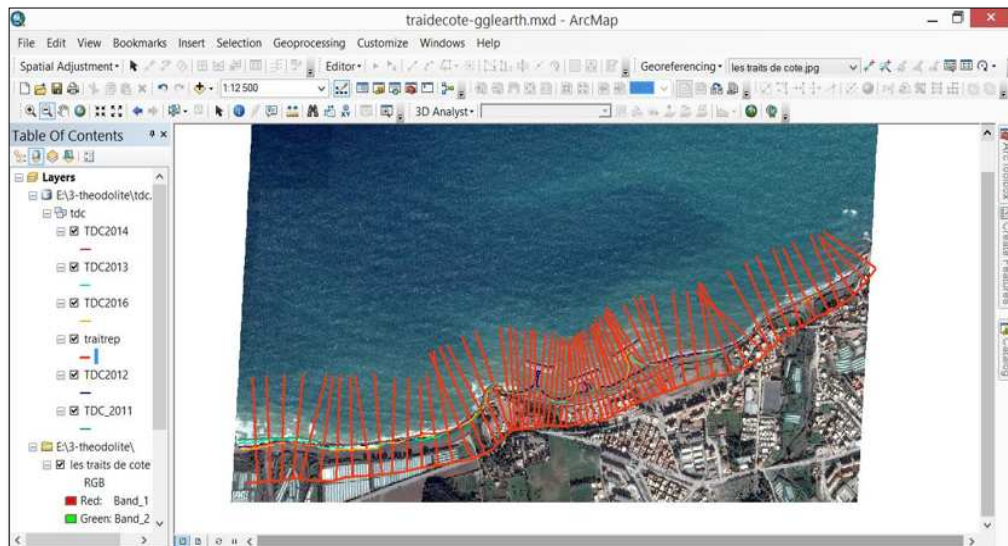 traidecote-gglearth.mxd - ArcMap
File Edit View Bookmarks Insert Selection Geoprocessing Customize Windows Help
Spatial Adjustment Editor Georeferencing les traits de cote.jpg
1:12 500
3D Analyst
Table Of Contents
Layers
E:\3-theodolite\tdc.
tdc
TDC2014
TDC2013
TDC2016
traitrep
TDC2012
TDC_2011
E:\3-theodolite\
les traits de cote
RGB
Red: Band_1
Green: Band_2
ArcToolbox
Create Features
Catalog